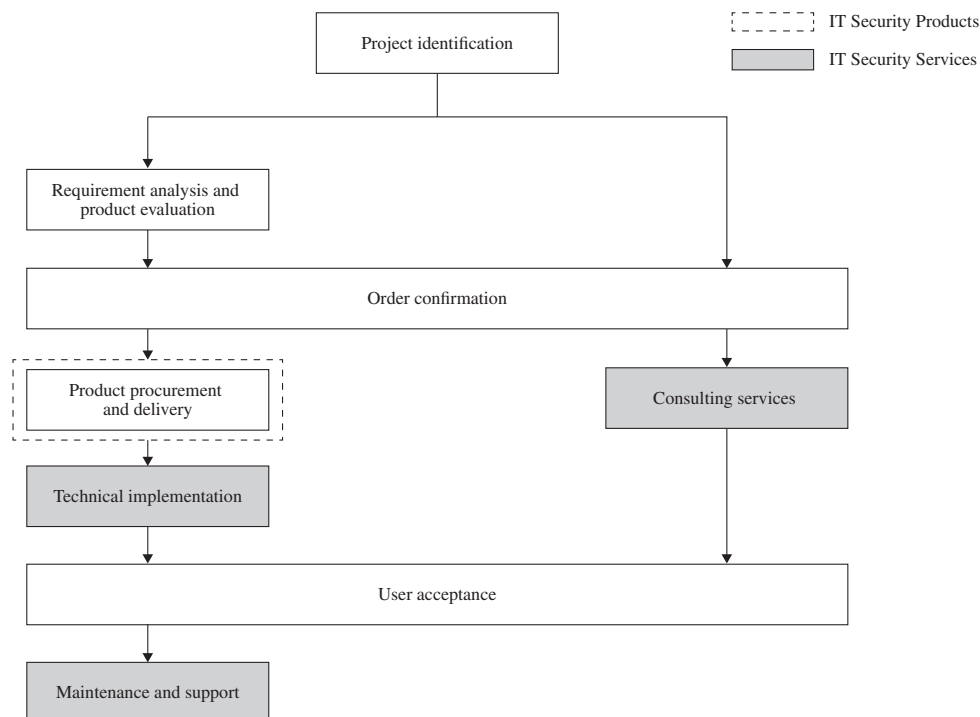 Project identification
IT Security Products
IT Security Services
Requirement analysis and
product evaluation
Order confirmation
Product procurement
and delivery
Consulting services
Technical implementation
User acceptance
Maintenance and support